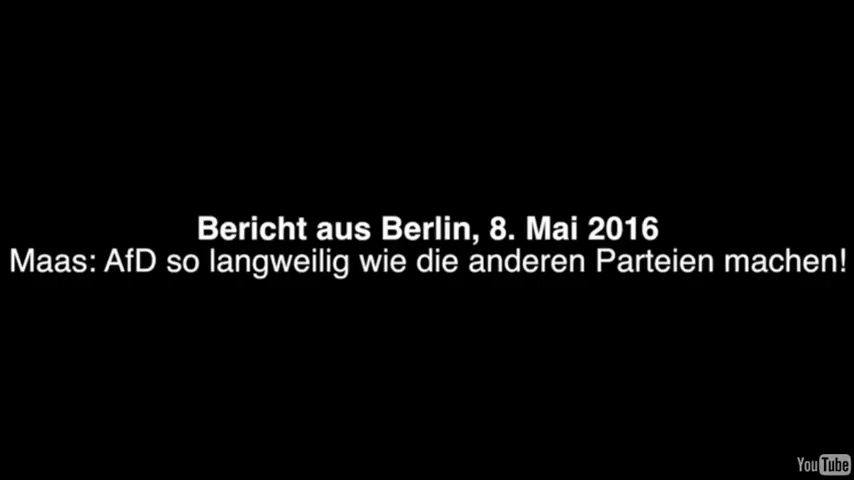 Bericht aus Berlin, 8. Mai 2016
Maas: AfD so langweilig wie die anderen Parteien machen!
YouTube